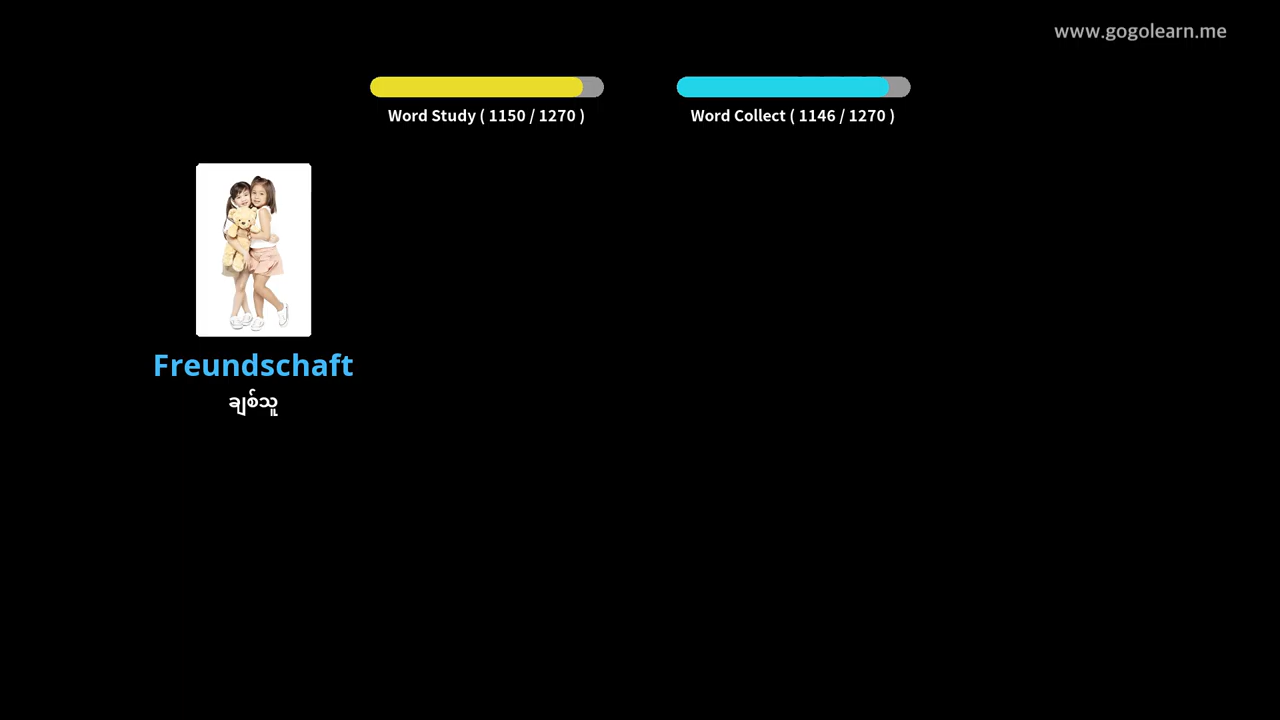 www.gogolearn.me
Word Study ( 1150 / 1270 )
Word Collect ( 1146 / 1270 )
Freundschaft
ချစ်သူ